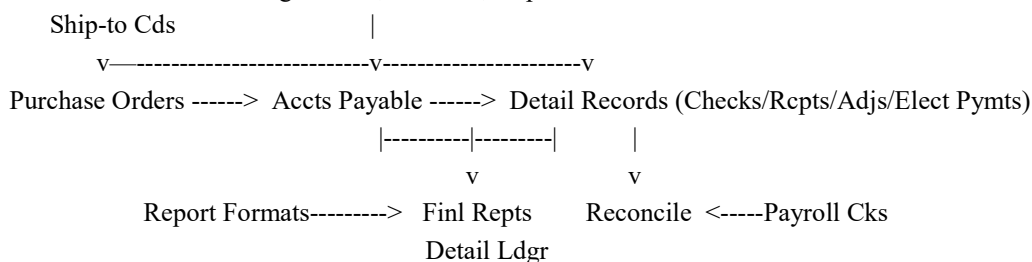 Ship-to Cds |
v—---------------------------v----------------------v
Purchase Orders ------> Accts Payable ------> Detail Records (Checks/Rcpts/Adjs/Elect Pymts)
|----------|---------| |
v v
Report Formats---------> Finl Repts Reconcile <-----Payroll Cks
Detail Ldgr